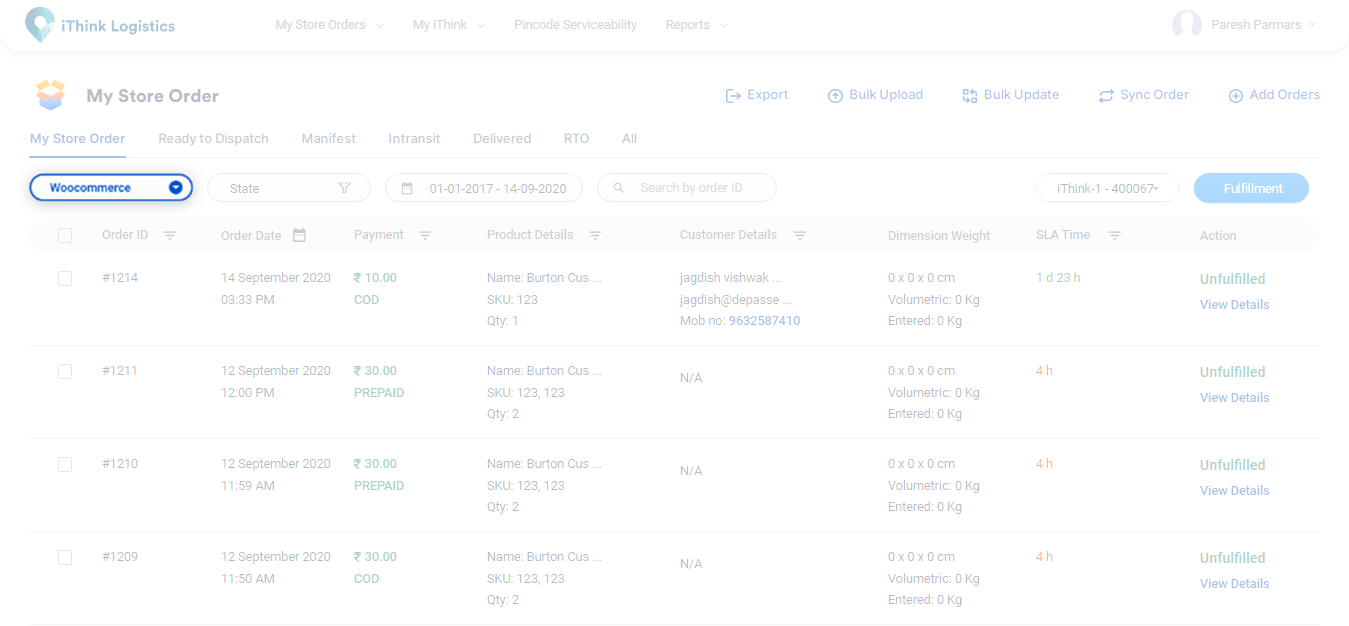 iThink Logistics
My Store Orders My iThink Pincode Serviceability Reports Paresh Parmars
My Store Order
Export Bulk Upload Bulk Update Sync Order Add Orders
My Store Order Ready to Dispatch Manifest Intransit Delivered RTO All
Woocommerce State 01-01-2017 - 14-09-2020 Search by order ID iThink-1 - 400067 Fulfillment
Order ID Order Date Payment Product Details Customer Details Dimension Weight SLA Time Action
#1214 14 September 2020 ₹ 10.00 Name: Burton Cus ... jagdish vishwak ... 0 x 0 x 0 cm 1 d 23 h Unfulfilled
03:33 PM COD SKU: 123 jagdish@depasse ... Volumetric: 0 Kg View Details
Qty: 1 Mob no: 9632587410 Entered: 0 Kg
#1211 12 September 2020 ₹ 30.00 Name: Burton Cus ... N/A 0 x 0 x 0 cm 4 h Unfulfilled
12:00 PM PREPAID SKU: 123, 123 Volumetric: 0 Kg View Details
Qty: 2 Entered: 0 Kg
#1210 12 September 2020 ₹ 30.00 Name: Burton Cus ... N/A 0 x 0 x 0 cm 4 h Unfulfilled
11:59 AM PREPAID SKU: 123, 123 Volumetric: 0 Kg View Details
Qty: 2 Entered: 0 Kg
#1209 12 September 2020 ₹ 30.00 Name: Burton Cus ... N/A 0 x 0 x 0 cm 4 h Unfulfilled
11:50 AM COD SKU: 123, 123 Volumetric: 0 Kg View Details
Qty: 2 Entered: 0 Kg